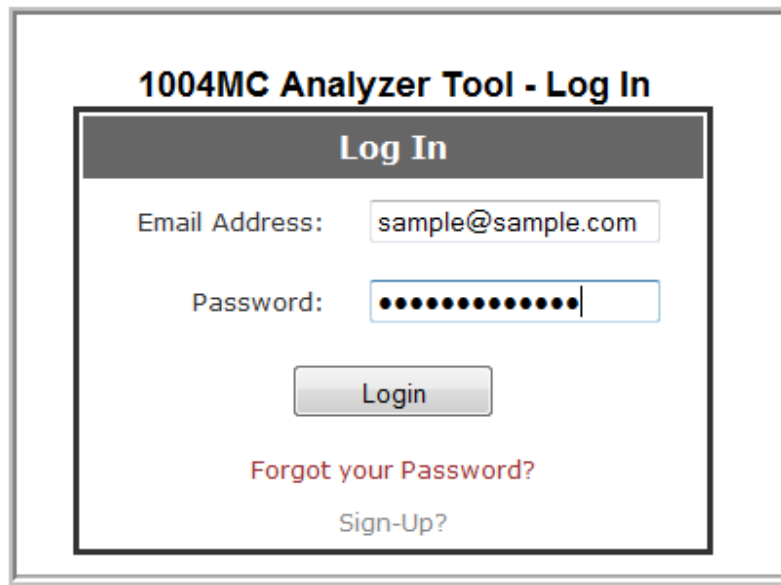 1004MC Analyzer Tool - Log In
Log In
Email Address: sample@sample.com
Password: •••••••••••••
Login
Forgot your Password?
Sign-Up?